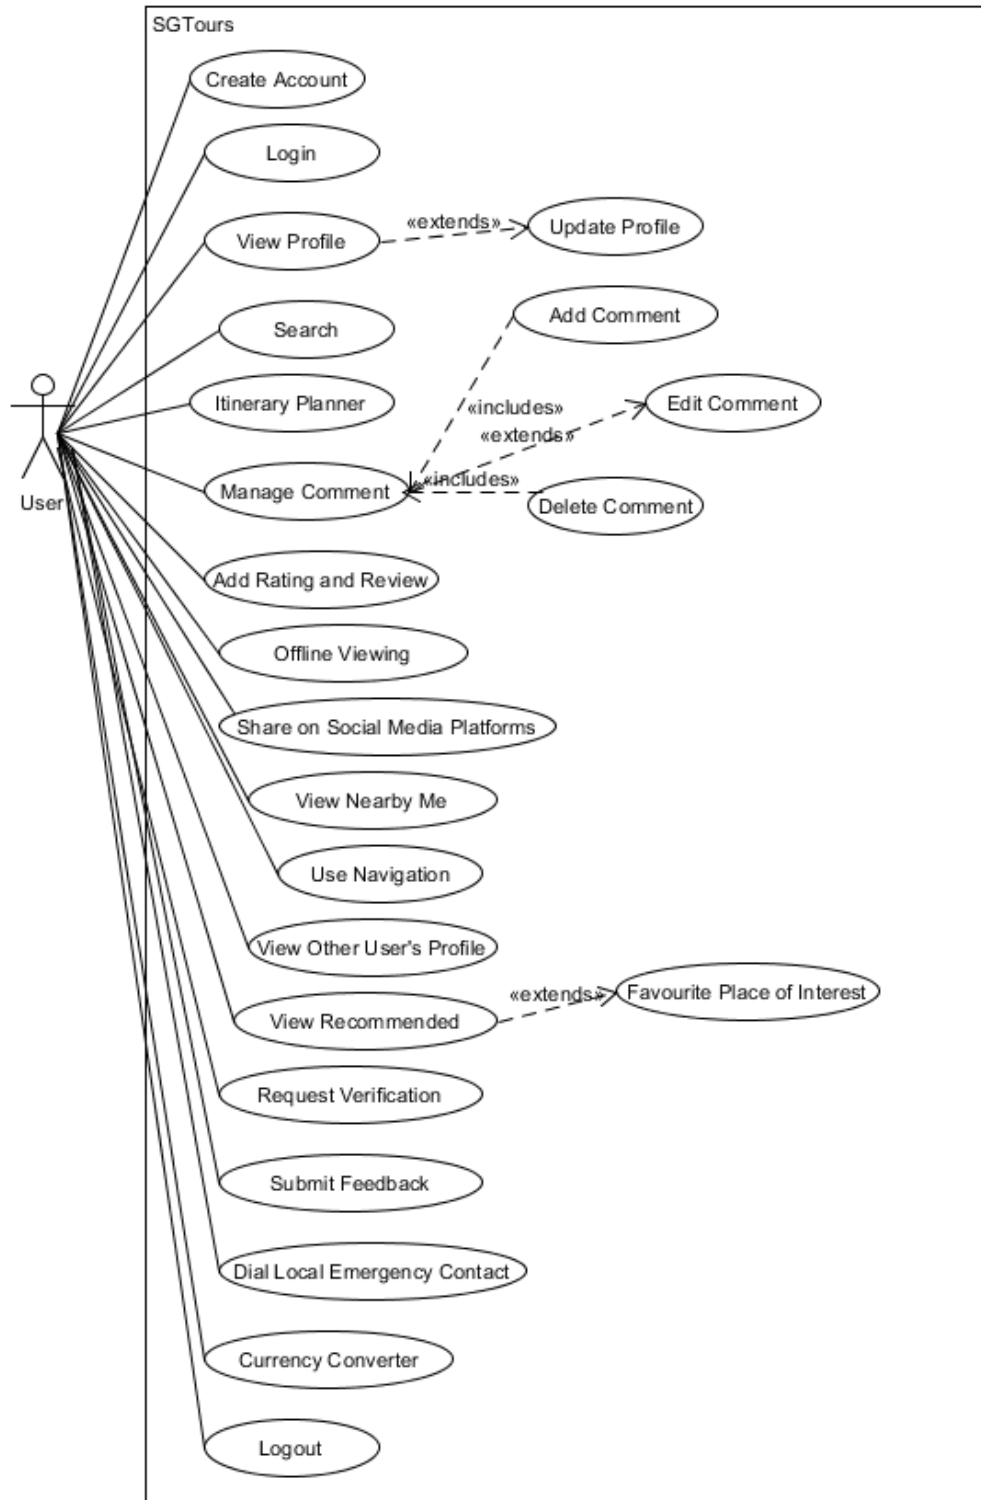 SGTours
Create Account
Login
View Profile
«extends»
Update Profile
Search
Add Comment
Itinerary Planner
«includes»
Edit Comment
«extends»
User
Manage Comment
«includes»
Delete Comment
Add Rating and Review
Offline Viewing
Share on Social Media Platforms
View Nearby Me
Use Navigation
View Other User's Profile
View Recommended
«extends»
Favourite Place of Interest
Request Verification
Submit Feedback
Dial Local Emergency Contact
Currency Converter
Logout